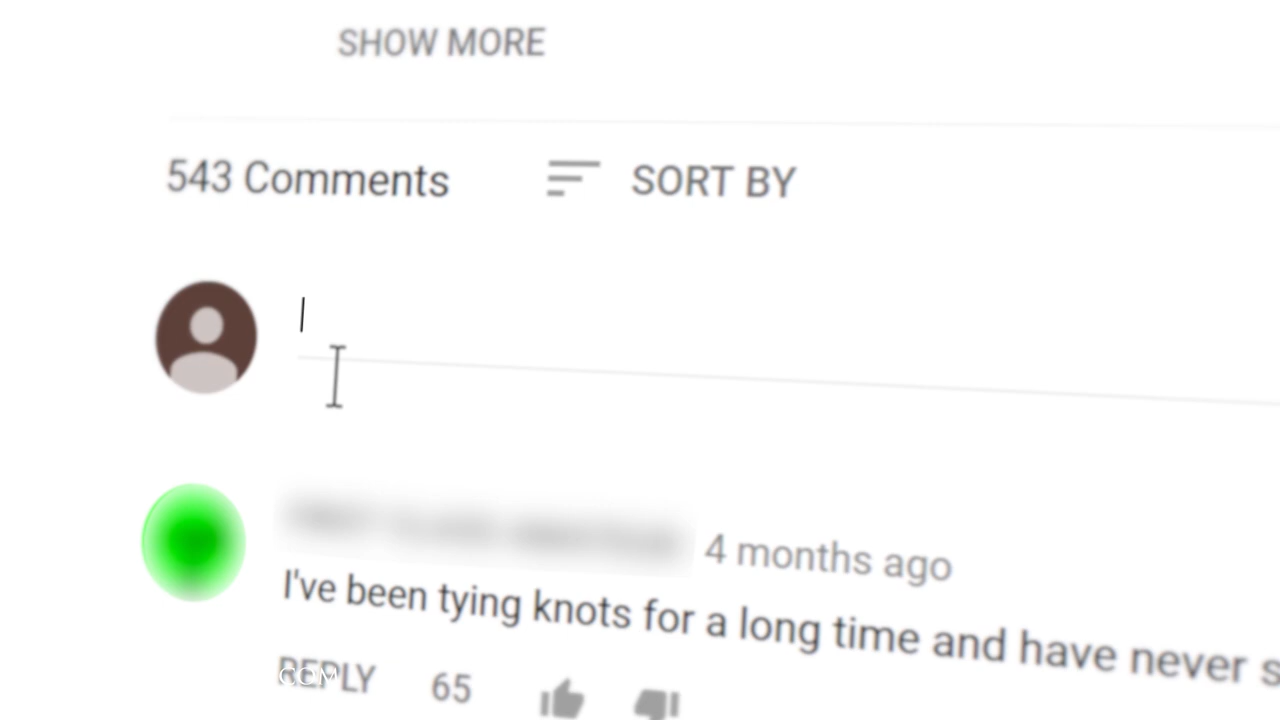 SHOW MORE
543 Comments SORT BY
4 months ago
I've been tying knots for a long time and have never s
REPLY 65
COM